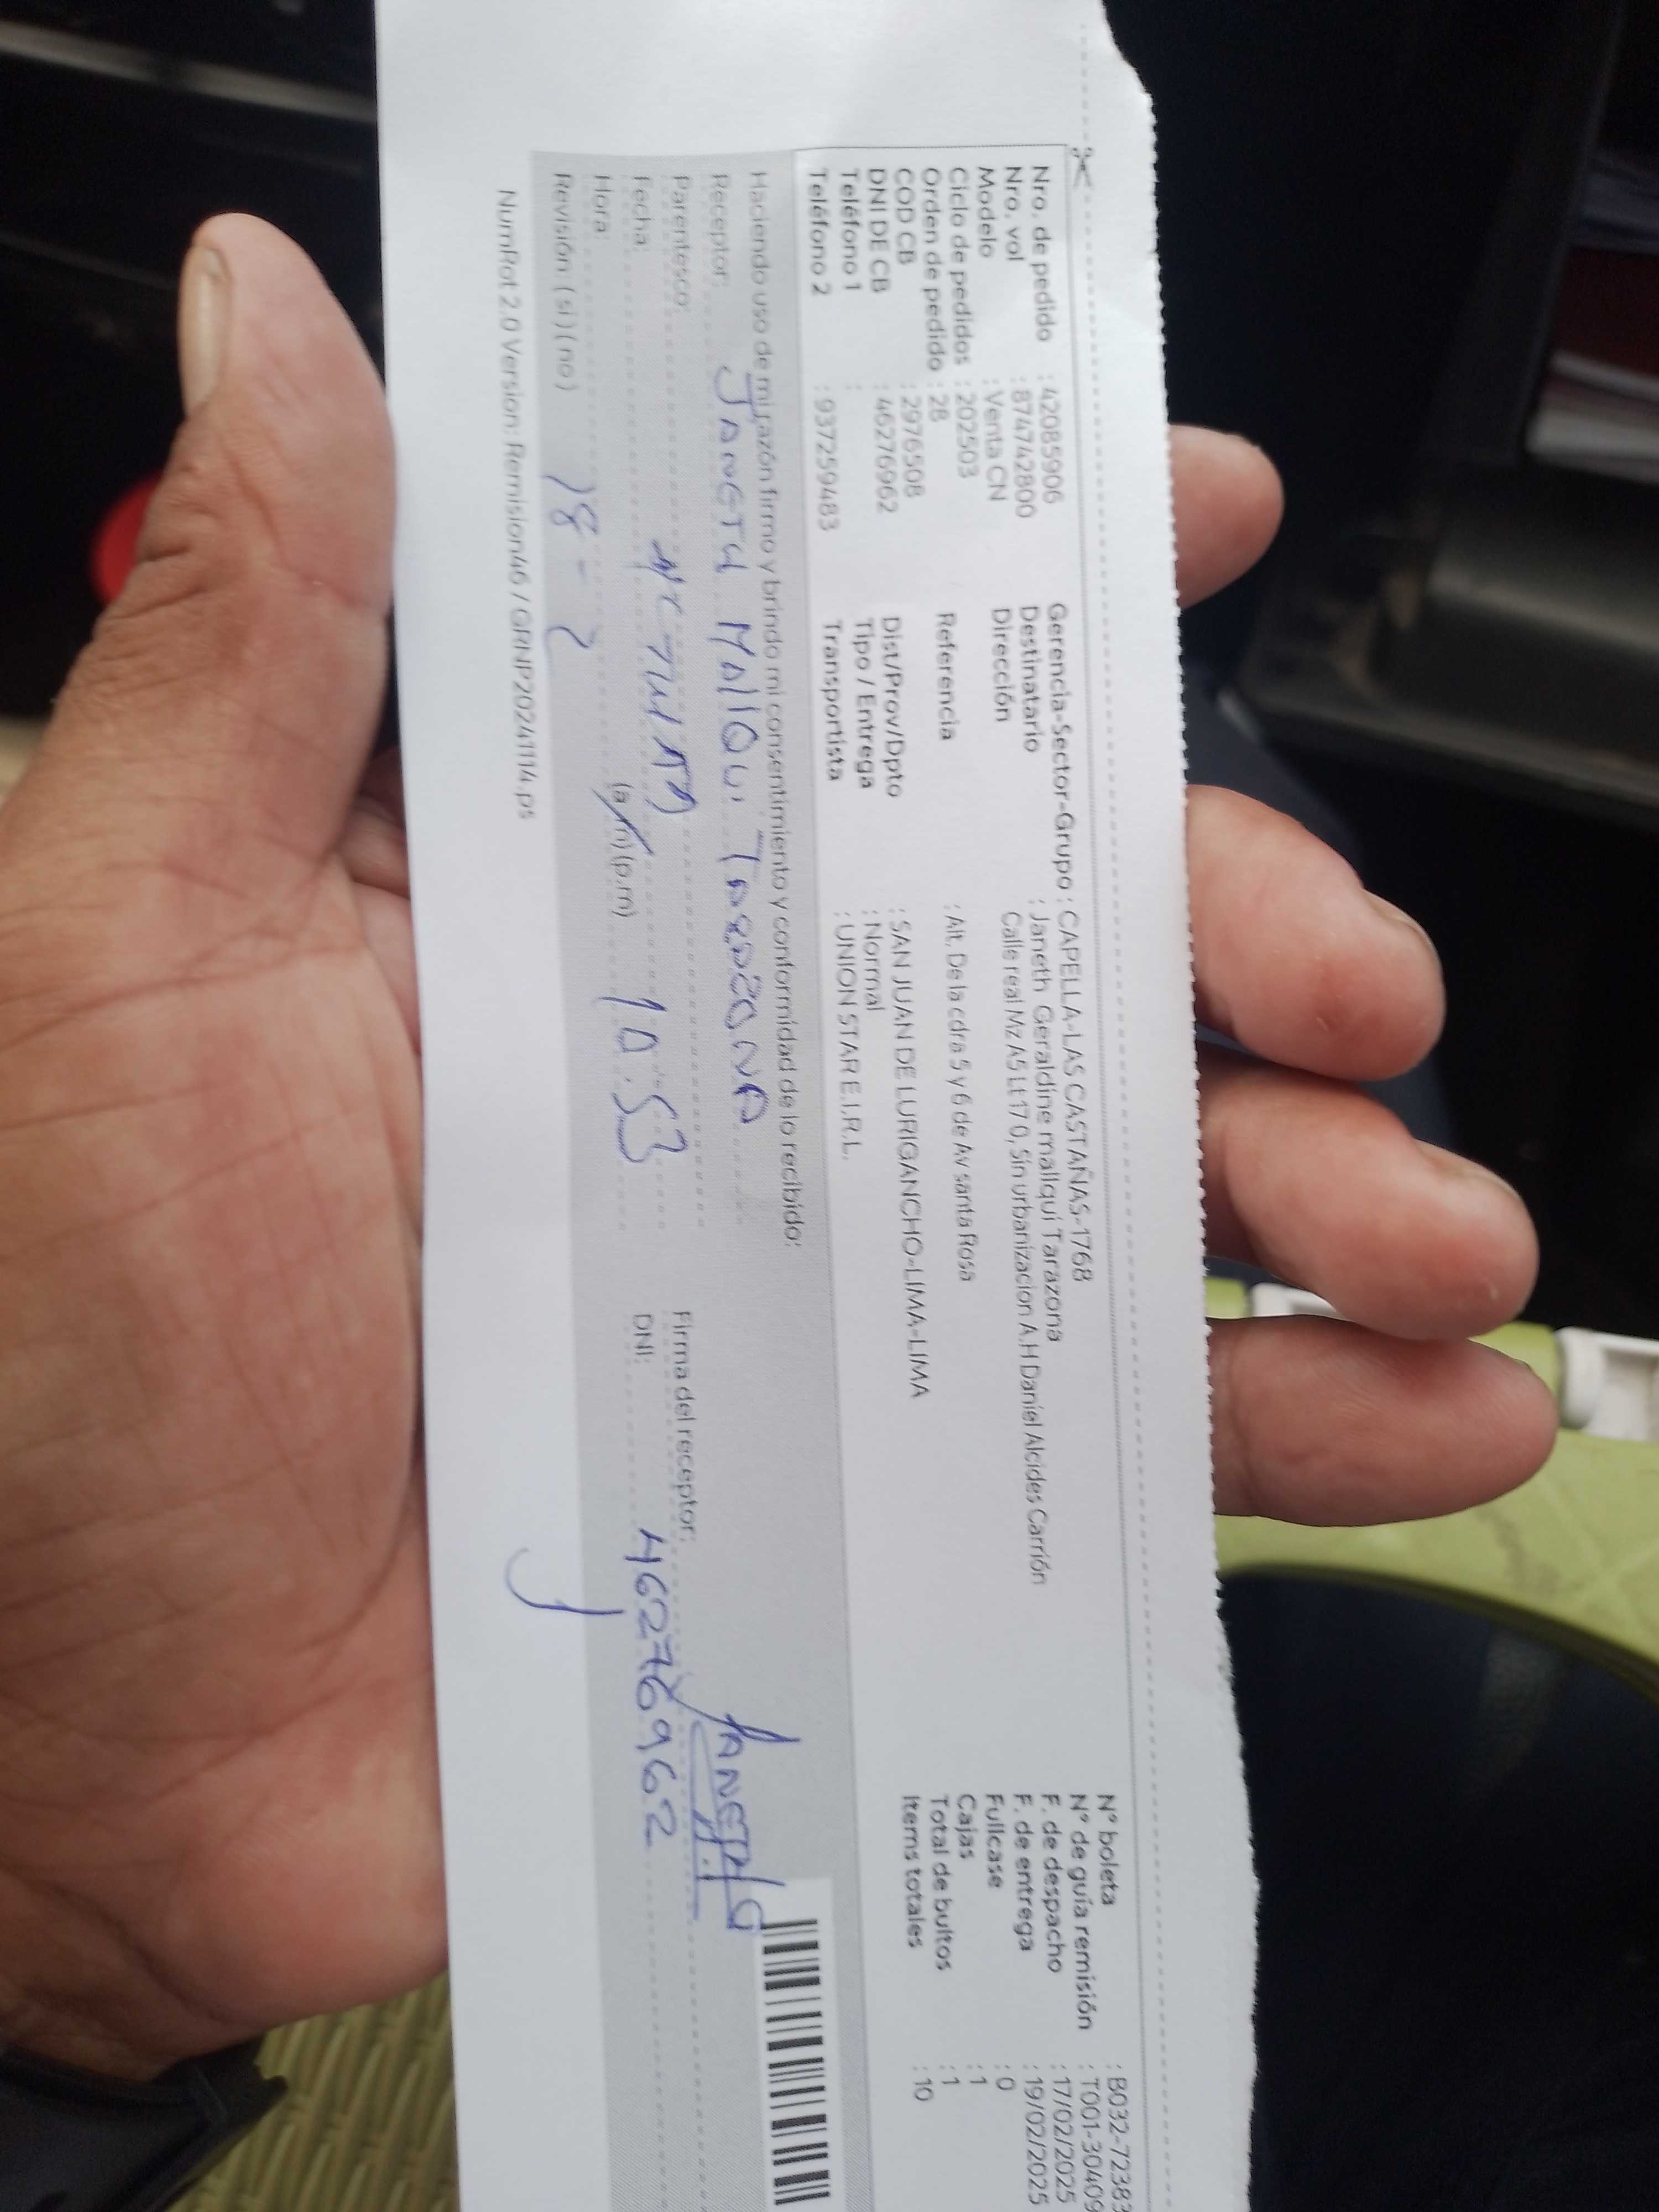 Nro. de pedido : 42085906
Nro. vol : 8747428 00
Modelo : Venta CN
Ciclo de pedidos : 202503
Orden de pedido : 28
COD CB : 2976508
DNI DE CB : 46276962
Teléfono 1 :
Teléfono 2 : 937259483
Gerencia-Sector-Grupo : CAPELLA-LAS CASTAÑAS-1768
Destinatario : Janeth Geraldine mallqui Tarazona
Dirección Calle real Mz A5 Lt 17 0, Sin urbanizacion A.H Daniel Alcides Carrión
Referencia : Alt. De la cdra 5 y 6 de Av santa Rosa
Dist/Prov/Dpto : SAN JUAN DE LURIGANCHO-LIMA-LIMA
Tipo / Entrega : Normal
Transportista : UNION STAR E.I.R.L.
N° boleta : B032-72383
N° de guía remisión : T001-30409
F. de despacho : 17/02/2025
F. de entrega : 19/02/2025
Fullcase : 0
Cajas : 1
Total de bultos : 1
Items totales : 10
Haciendo uso de mi razón firmo y brindo mi consentimiento y conformidad de lo recibido:
Receptor: JANETH MallQui TARAZONA
Parentesco:
Fecha:
Hora: (a.m)(p.m) 10.53
Revisión ( si ) ( no ) 18 - 2
Firma del receptor: JANETH
DNI: 46276962
NumRot 2.0 Version: Remision46 / GRNP20241114.ps